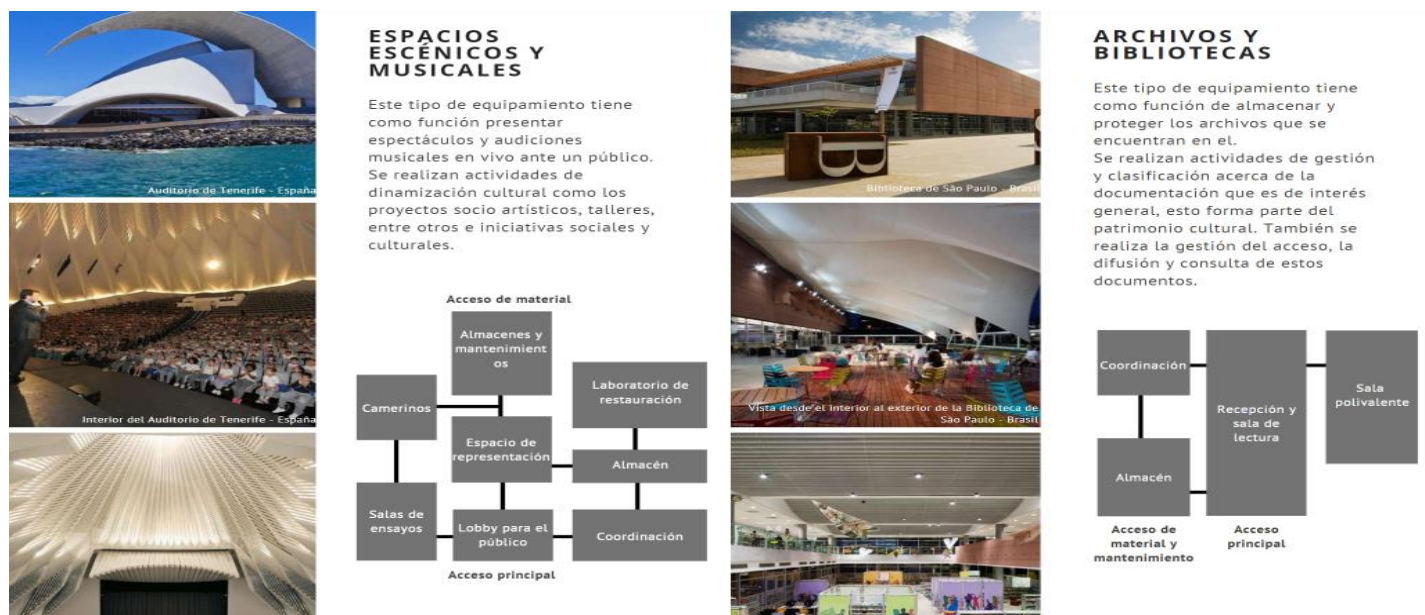 ESPACIOS
ESCÉNICOS Y
MUSICALES
Este tipo de equipamiento tiene
como función presentar
espectáculos y audiciones
musicales en vivo ante un público.
Se realizan actividades de
dinamización cultural como los
proyectos socio artísticos, talleres,
entre otros e iniciativas sociales y
culturales.
Auditorio de Tenerife - España
Interior del Auditorio de Tenerife - España
Acceso de material
Almacenes y
mantenimient
os
Camerinos
Laboratorio de
restauración
Espacio de
representación
Almacén
Salas de
ensayos
Lobby para el
público
Coordinación
Acceso principal
ARCHIVOS Y
BIBLIOTECAS
Este tipo de equipamiento tiene
como función de almacenar y
proteger los archivos que se
encuentran en el.
Se realizan actividades de gestión
y clasificación acerca de la
documentación que es de interés
general, esto forma parte del
patrimonio cultural. También se
realiza la gestión del acceso, la
difusión y consulta de estos
documentos.
B
Biblioteca de São Paulo - Brasil
Vista desde el interior al exterior de la Biblioteca de
São Paulo - Brasil
Coordinación
Recepción y
sala de
lectura
Sala
polivalente
Almacén
Acceso de
material y
mantenimiento
Acceso
principal